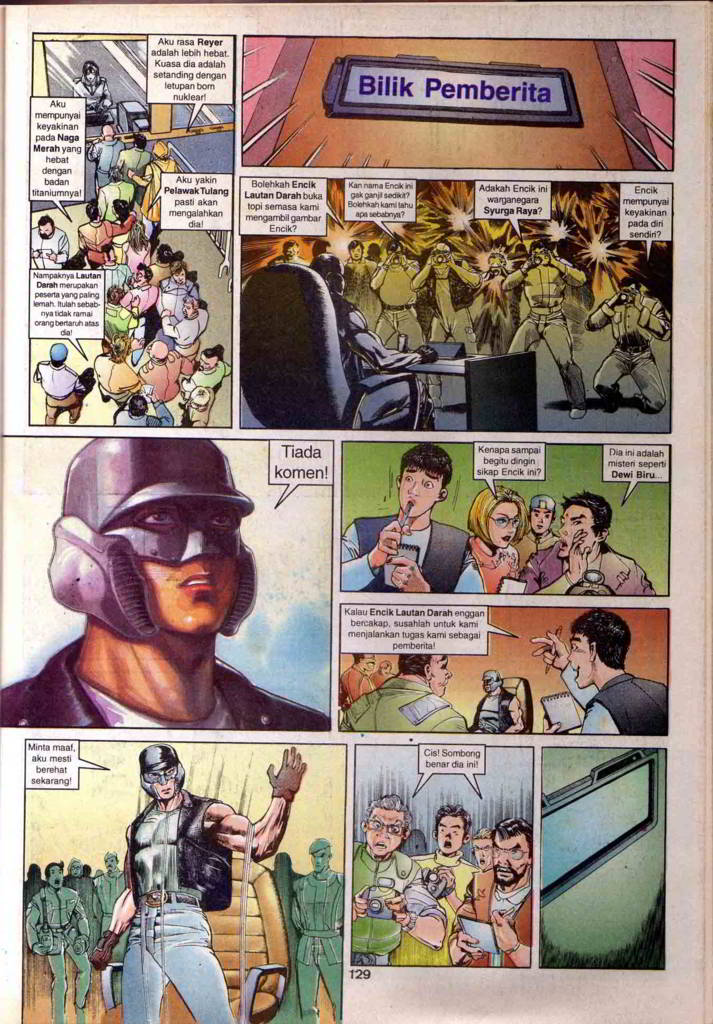 Aku rasa Reyer
adalah lebih hebat.
Kuasa dia adalah
setanding dengan
letupan bom
nuklear!
Aku
mempunyai
keyakinan
pada Naga
Merah yang
hebat
dengan
badan
titaniumnya!
Aku yakin
Pelawak Tulang
pasti akan
mengalahkan
dia!
Nampaknya Lautan
Darah merupakan
peserta yang paling
lemah. Itulah sebab-
nya tidak ramai
orang bertaruh atas
dia!
Bilik Pemberita
Bolehkah Encik
Lautan Darah buka
topi semasa kami
mengambil gambar
Encik?
Kan nama Encik ini
gak ganjil sedikit?
Bolehkah kami tahu
apa sebabnya?
Adakah Encik ini
warganegara
Syurga Raya?
Encik
mempunyai
keyakinan
pada diri
sendiri?
Tiada
komen!
Kenapa sampai
begitu dingin
sikap Encik ini?
Dia ini adalah
misteri seperti
Dewi Biru...
Kalau Encik Lautan Darah enggan
bercakap, susahlah untuk kami
menjalankan tugas kami sebagai
pemberita!
Minta maaf,
aku mesti
berehat
sekarang!
Cis! Sombong
benar dia ini!
129